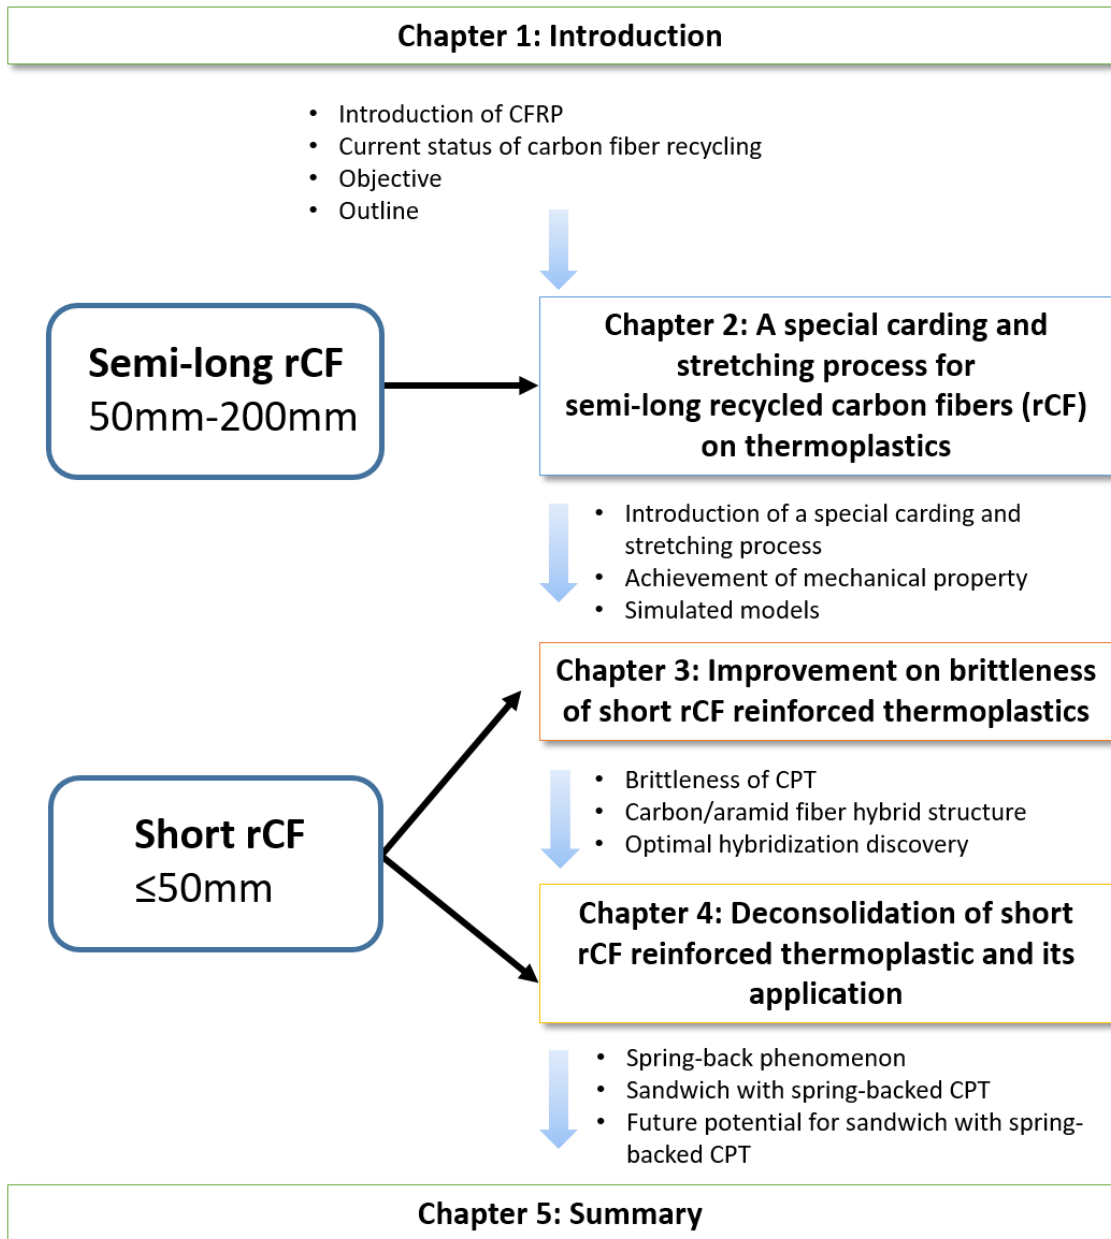 Chapter 1: Introduction
• Introduction of CFRP
• Current status of carbon fiber recycling
• Objective
• Outline
Semi-long rCF
50mm-200mm
Chapter 2: A special carding and
stretching process for
semi-long recycled carbon fibers (rCF)
on thermoplastics
• Introduction of a special carding and
stretching process
• Achievement of mechanical property
• Simulated models
Chapter 3: Improvement on brittleness
of short rCF reinforced thermoplastics
Short rCF
≤50mm
• Brittleness of CPT
• Carbon/aramid fiber hybrid structure
• Optimal hybridization discovery
Chapter 4: Deconsolidation of short
rCF reinforced thermoplastic and its
application
• Spring-back phenomenon
• Sandwich with spring-backed CPT
• Future potential for sandwich with spring-
backed CPT
Chapter 5: Summary